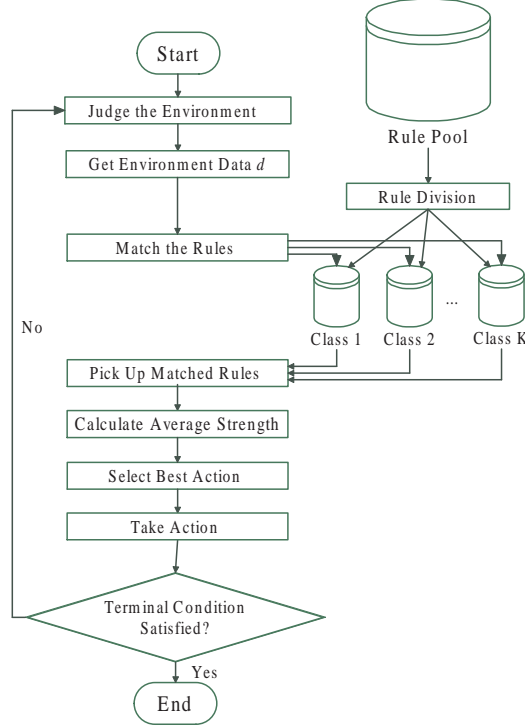 Start
Judge the Environment
Rule Pool
Get Environment Data d
Rule Division
Match the Rules
...
Class 1
Class 2
Class K
No
Pick Up Matched Rules
Calculate Average Strength
Select Best Action
Take Action
Terminal Condition
Satisfied?
Yes
End